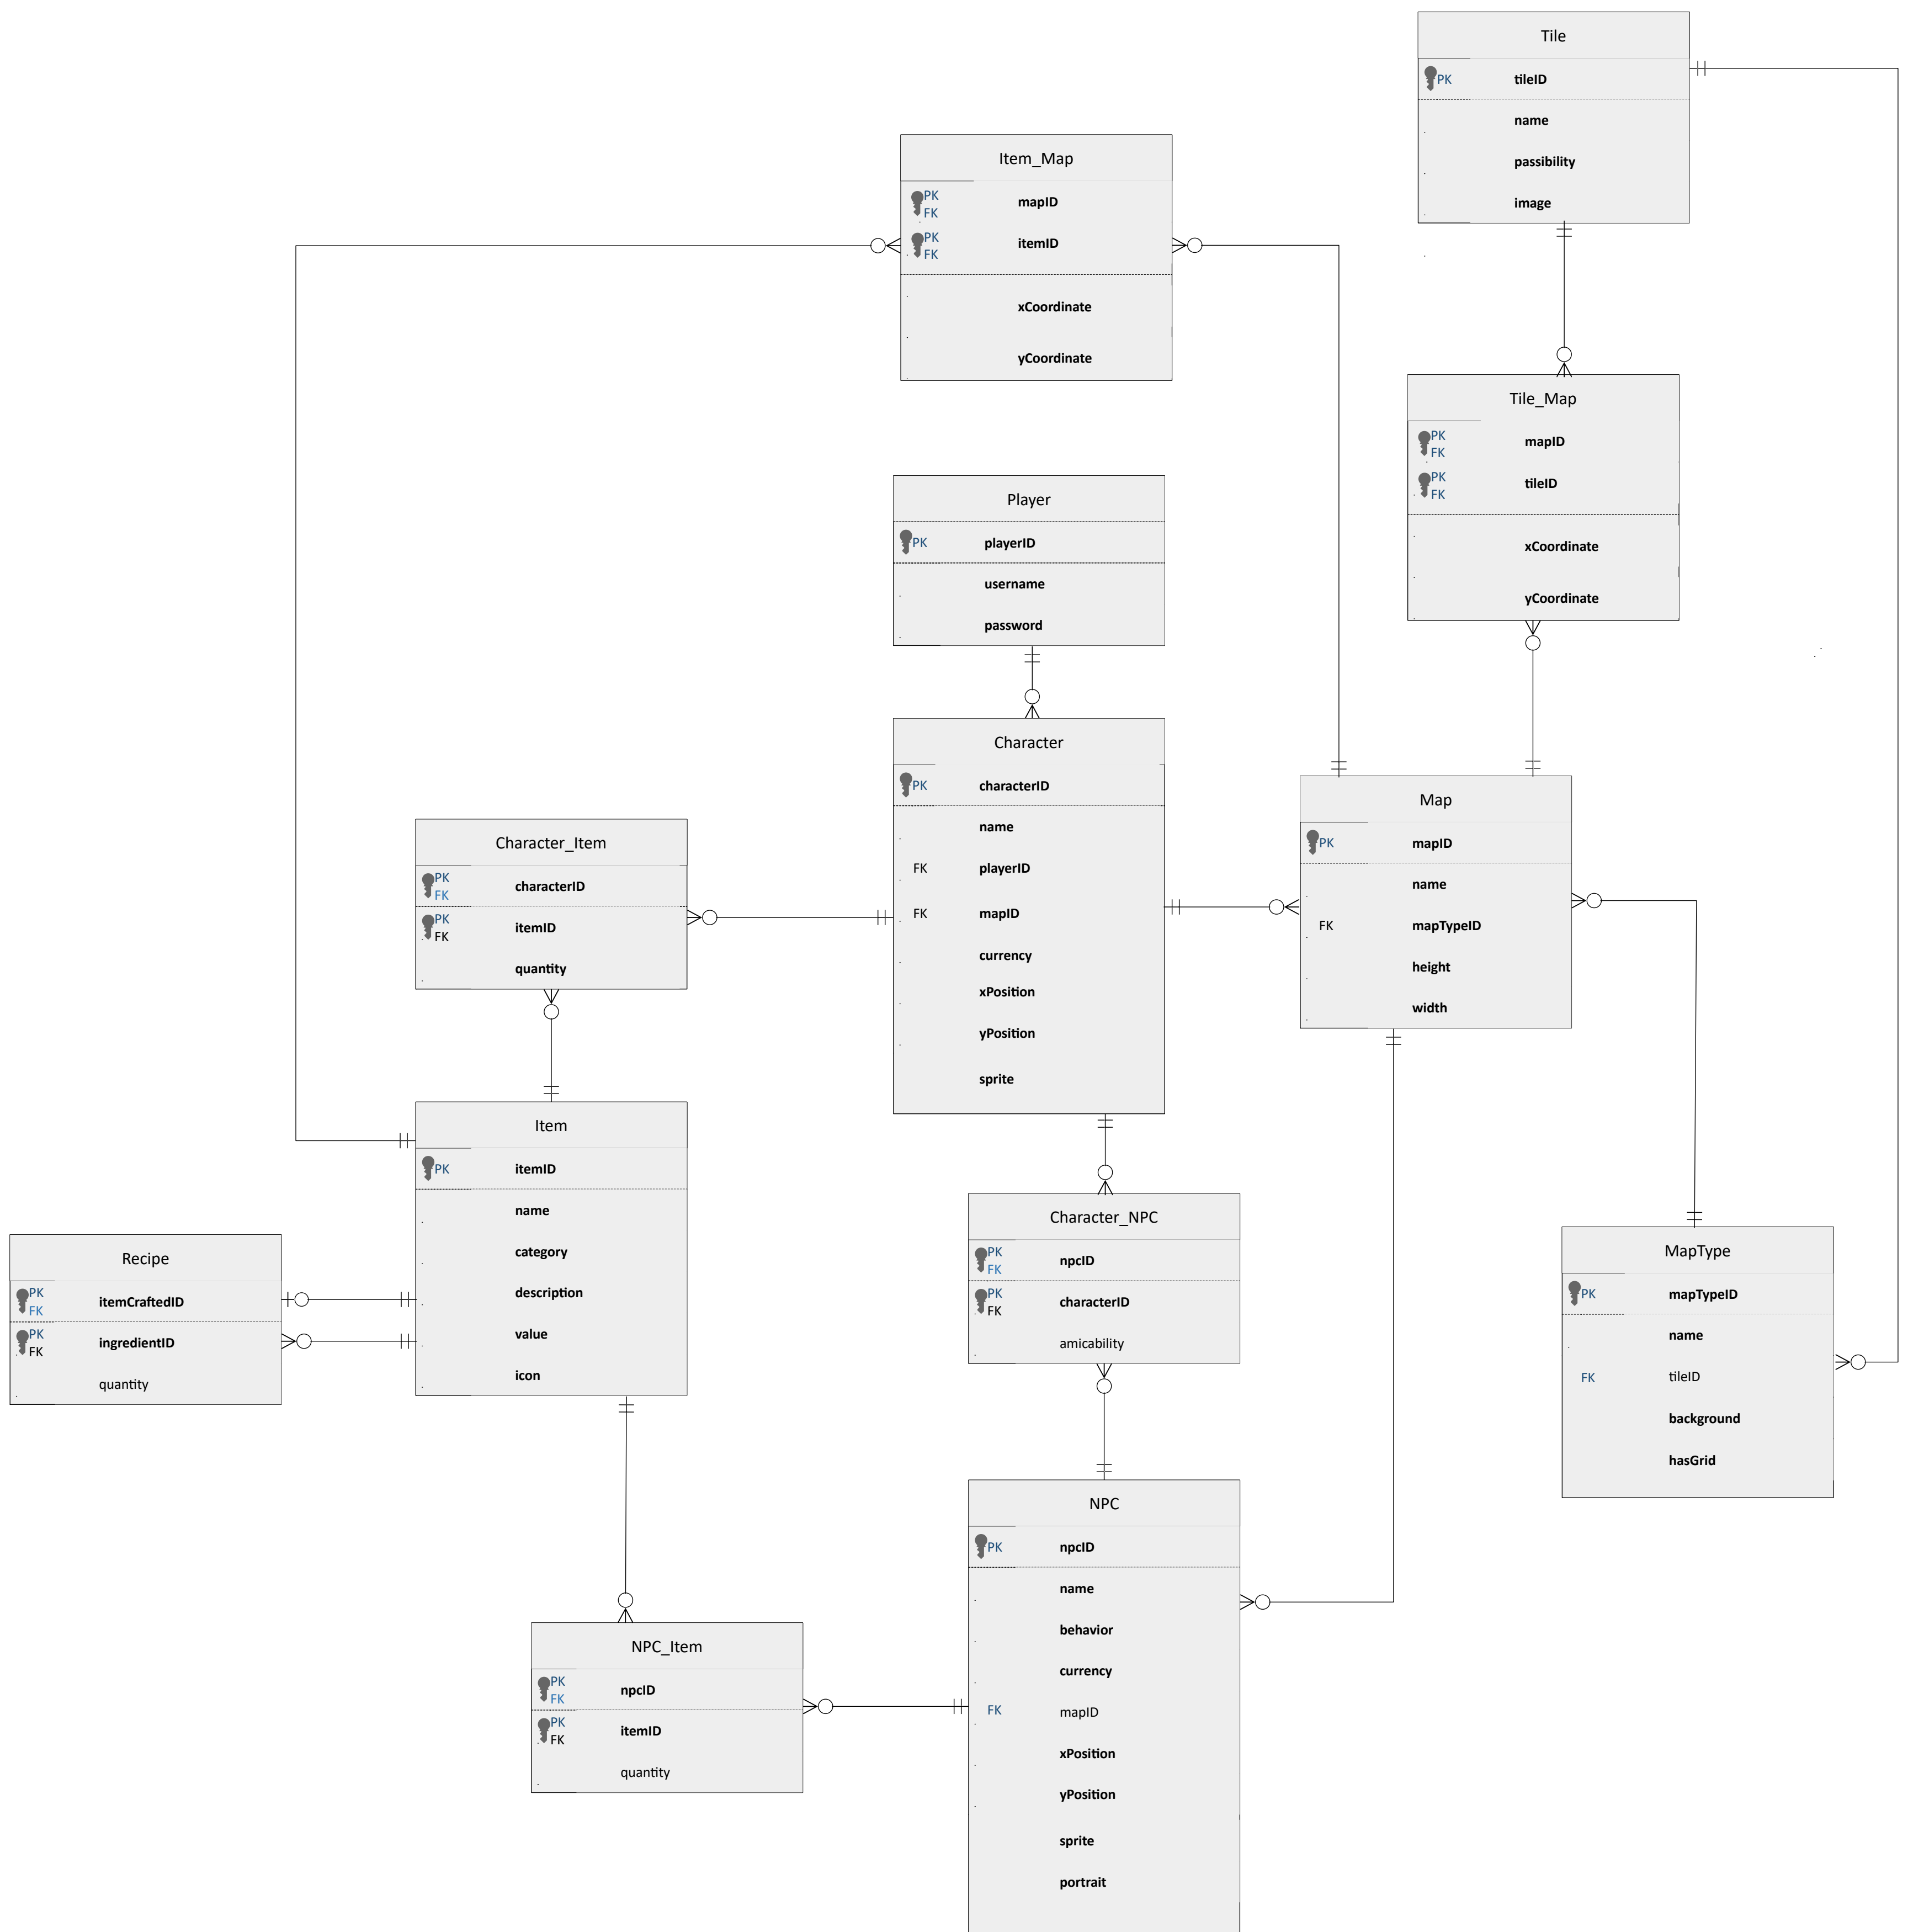 Tile
PK tileID
name
passibility
image
Item_Map
PK
FK
mapID
PK
FK
itemID
xCoordinate
yCoordinate
Tile_Map
PK
FK
mapID
PK
FK
tileID
xCoordinate
yCoordinate
Player
PK playerID
username
password
Character
PK characterID
name
FK playerID
FK mapID
currency
xPosition
yPosition
sprite
Map
PK mapID
name
FK mapTypeID
height
width
Character_Item
PK
FK
characterID
PK
FK
itemID
quantity
Item
PK itemID
name
category
description
value
icon
Recipe
PK
FK
itemCraftedID
PK
FK
ingredientID
quantity
Character_NPC
PK
FK
npcID
PK
FK
characterID
amicability
MapType
PK mapTypeID
name
FK tileID
background
hasGrid
NPC
PK npcID
name
behavior
currency
FK mapID
xPosition
yPosition
sprite
portrait
NPC_Item
PK
FK
npcID
PK
FK
itemID
quantity